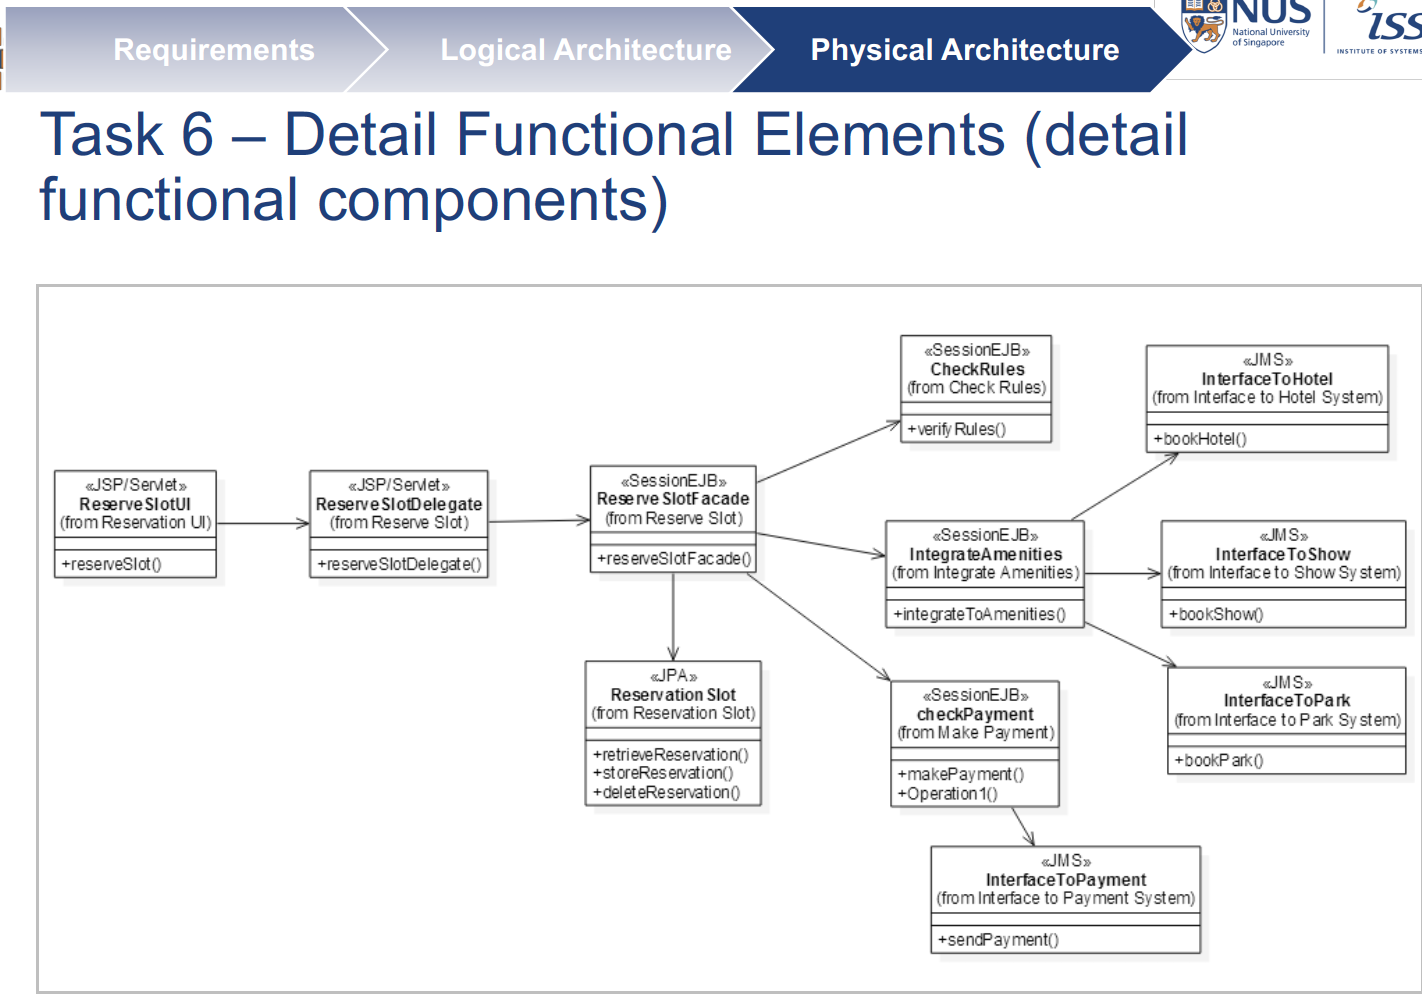 Requirements
Logical Architecture
Physical Architecture
NUS
National University
of Singapore
iss
INSTITUTE OF SYSTEMS
Task 6 – Detail Functional Elements (detail
functional components)
«JSP/Servlet»
ReserveSlotUI
(from Reservation UI)
+reserveSlot()
«JSP/Servlet»
ReserveSlotDelegate
(from Reserve Slot)
+reserveSlotDelegate()
«SessionEJB»
ReserveSlotFacade
(from Reserve Slot)
+reserveSlotFacade()
«SessionEJB»
CheckRules
(from Check Rules)
+verifyRules()
«JMS»
InterfaceToHotel
(from Interface to Hotel System)
+bookHotel()
«SessionEJB»
IntegrateAmenities
(from Integrate Amenities)
+integrateToAmenities()
«JMS»
InterfaceToShow
(from Interface to Show System)
+bookShow()
«JPA»
Reservation Slot
(from Reservation Slot)
+retrieveReservation()
+storeReservation()
+deleteReservation()
«SessionEJB»
checkPayment
(from Make Payment)
+makePayment()
+Operation1()
«JMS»
InterfaceToPark
(from Interface to Park System)
+bookPark()
«JMS»
InterfaceToPayment
(from Interface to Payment System)
+sendPayment()